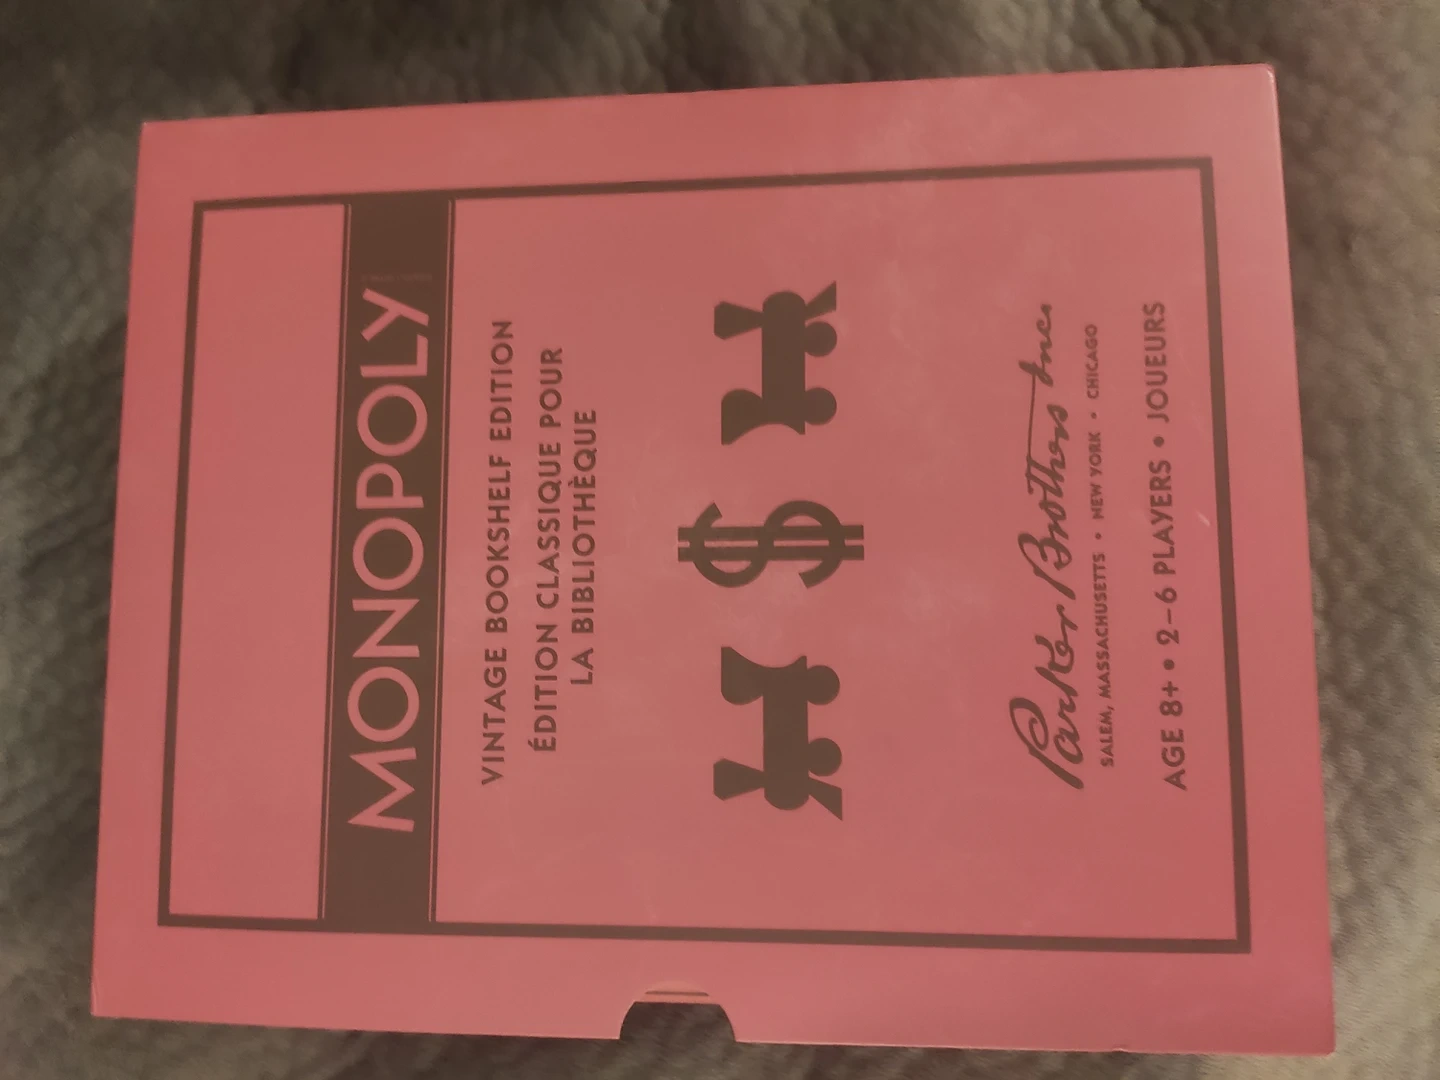 MONOPOLY
VINTAGE BOOKSHELF EDITION
ÉDITION CLASSIQUE POUR
LA BIBLIOTHÈQUE
$
Parker Brothers Inc
SALEM, MASSACHUSETTS • NEW YORK • CHICAGO
AGE 8+ • 2–6 PLAYERS • JOUEURS